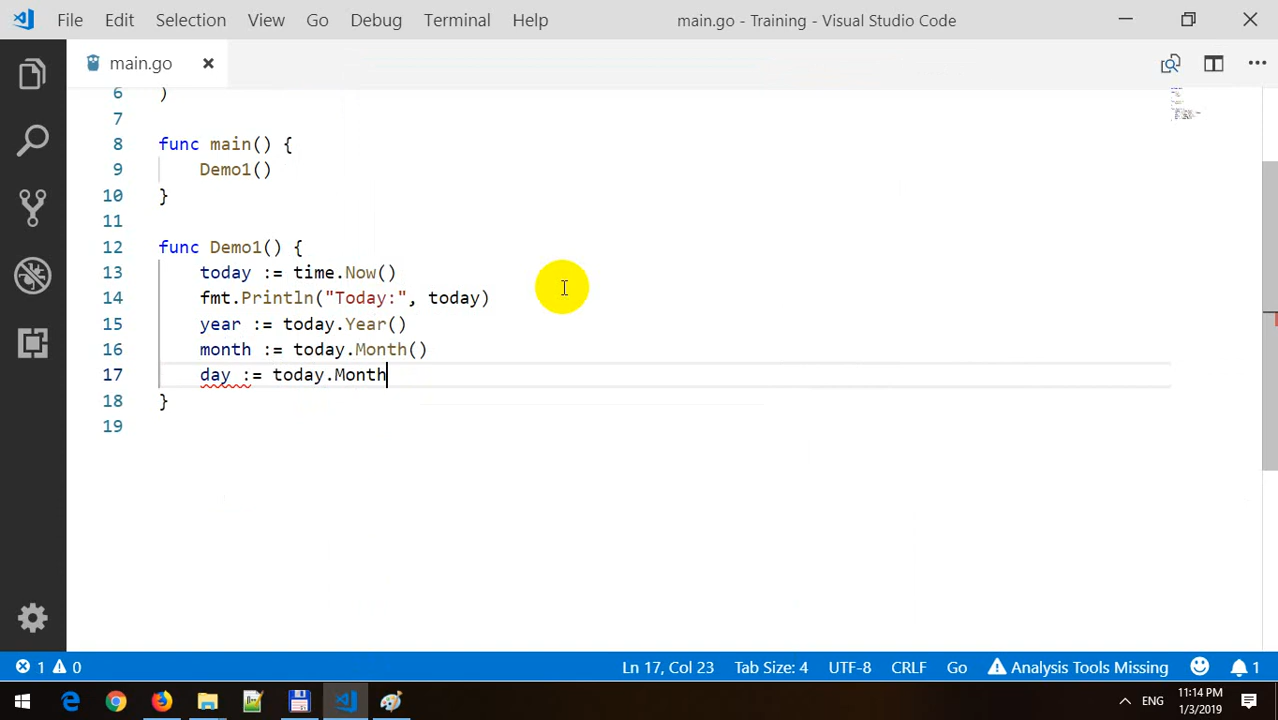 File Edit Selection View Go Debug Terminal Help main.go - Training - Visual Studio Code
main.go
6 )
7
8 func main() {
9 Demo1()
10 }
11
12 func Demo1() {
13 today := time.Now()
14 fmt.Println("Today:", today)
15 year := today.Year()
16 month := today.Month()
17 day := today.Month
18 }
19
1 0 Ln 17, Col 23 Tab Size: 4 UTF-8 CRLF Go Analysis Tools Missing 1
ENG 11:14 PM
1/3/2019